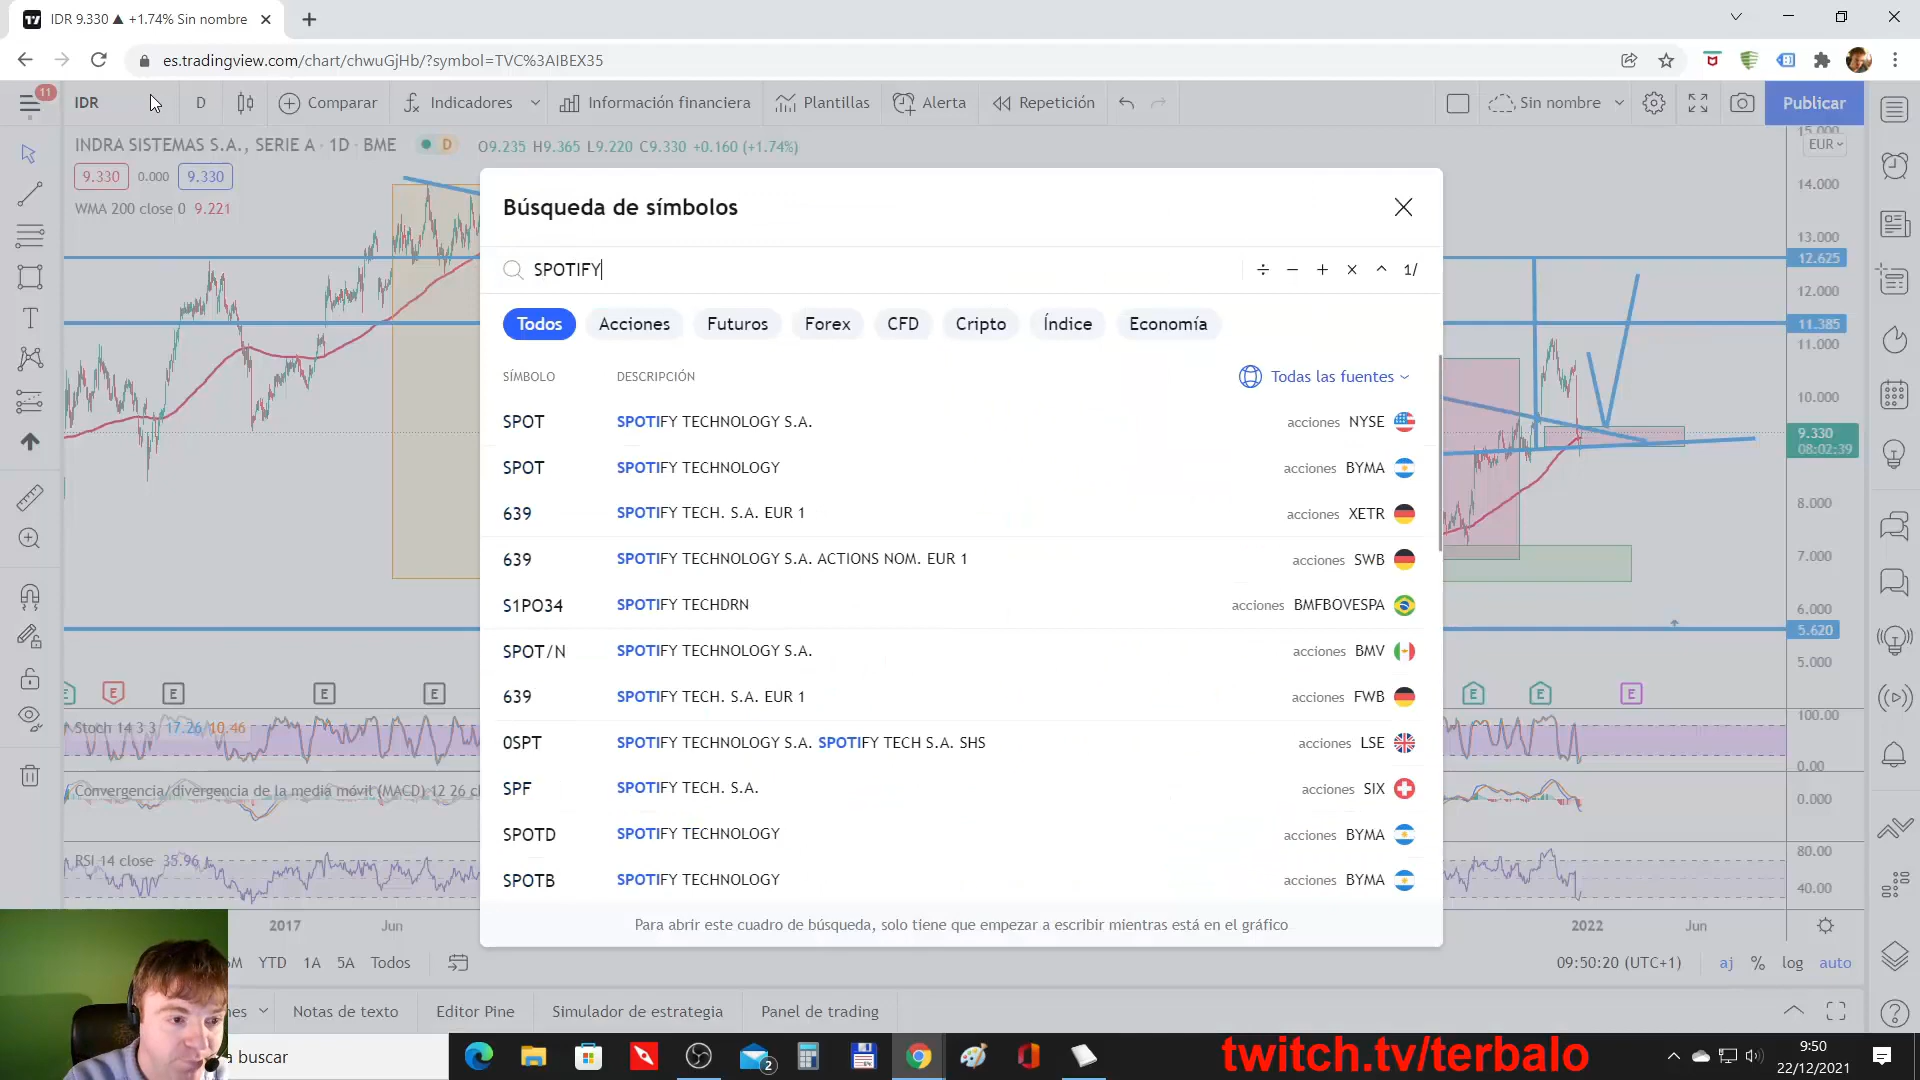 IDR 9.330 ▲ +1.74% Sin nombre
es.tradingview.com/chart/chwuGjHb/?symbol=TVC%3AIBEX35
11
IDR
D
Comparar
Indicadores
Información financiera
Plantillas
Alerta
Repetición
Sin nombre
Publicar
INDRA SISTEMAS S.A., SERIE A · 1D · BME
D
O9.235 H9.365 L9.220 C9.330 +0.160 (+1.74%)
9.330
0.000
9.330
WMA 200 close 0 9.221
15.000
EUR
14.000
13.000
12.625
12.000
11.385
11.000
10.000
9.330
08:02:39
8.000
7.000
6.000
5.620
5.000
Búsqueda de símbolos
SPOTIFY
÷ − + × ^ 1/
Todos
Acciones
Futuros
Forex
CFD
Cripto
Índice
Economía
SÍMBOLO
DESCRIPCIÓN
Todas las fuentes
SPOT SPOTIFY TECHNOLOGY S.A. acciones NYSE
SPOT SPOTIFY TECHNOLOGY acciones BYMA
639 SPOTIFY TECH. S.A. EUR 1 acciones XETR
639 SPOTIFY TECHNOLOGY S.A. ACTIONS NOM. EUR 1 acciones SWB
S1PO34 SPOTIFY TECHDRN acciones BMFBOVESPA
SPOT/N SPOTIFY TECHNOLOGY S.A. acciones BMV
639 SPOTIFY TECH. S.A. EUR 1 acciones FWB
0SPT SPOTIFY TECHNOLOGY S.A. SPOTIFY TECH S.A. SHS acciones LSE
SPF SPOTIFY TECH. S.A. acciones SIX
SPOTD SPOTIFY TECHNOLOGY acciones BYMA
SPOTB SPOTIFY TECHNOLOGY acciones BYMA
Para abrir este cuadro de búsqueda, solo tiene que empezar a escribir mientras está en el gráfico
E E E E E
E E E
Stoch 14 3 3 17.26 10.46
100.00
0.00
Convergencia/divergencia de la media móvil (MACD) 12 26 c
0.000
RSI 14 close 35.96
80.00
40.00
2017
Jun
2022
Jun
YTD
1A
5A
Todos
09:50:20 (UTC+1)
aj
%
log
auto
Notas de texto
Editor Pine
Simulador de estrategia
Panel de trading
a buscar
2
twitch.tv/terbalo
9:50
22/12/2021